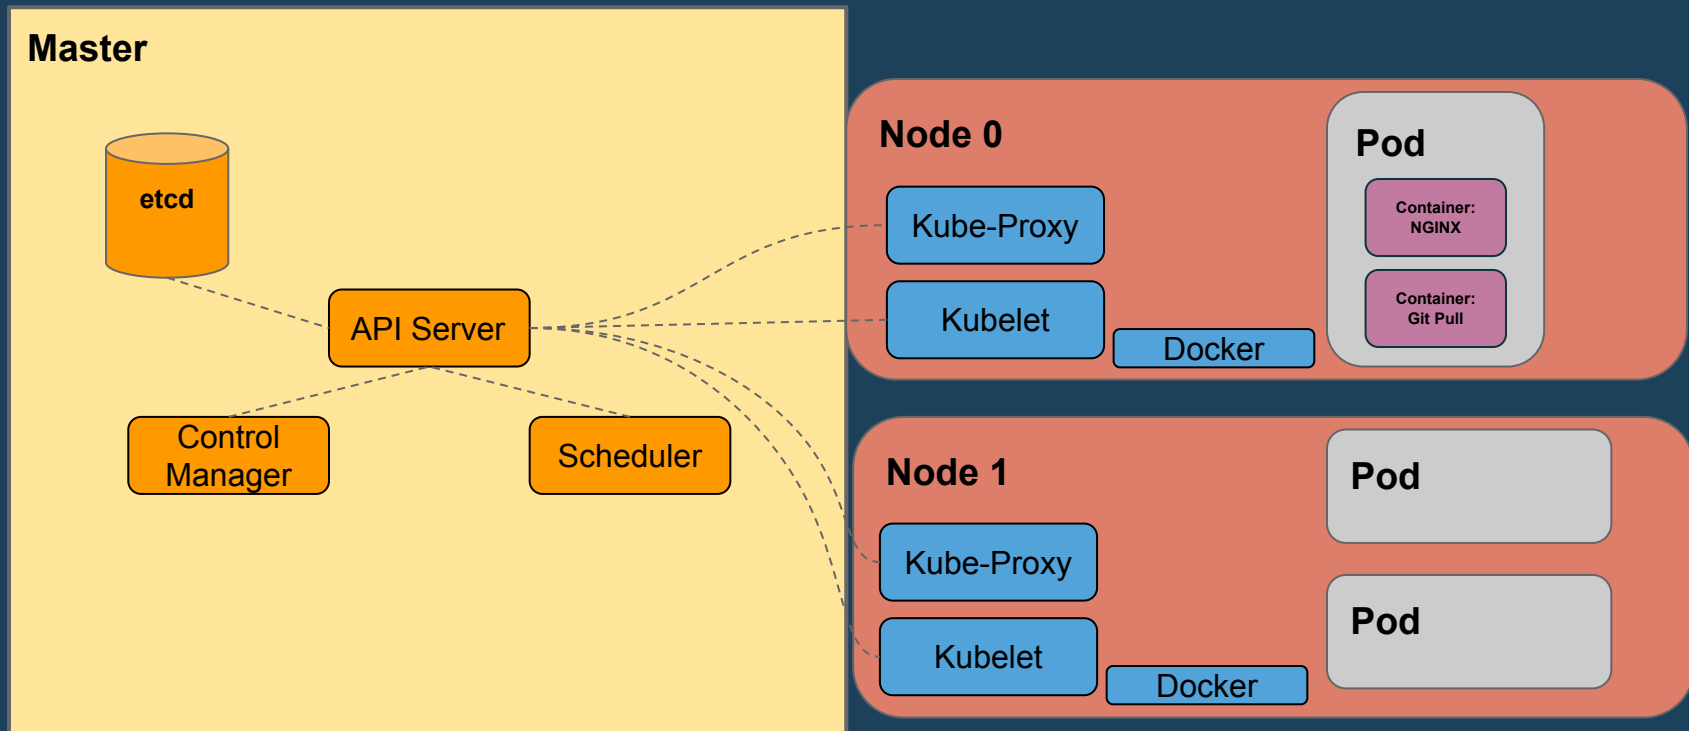 Master
etcd
API Server
Control
Manager
Scheduler
Node 0
Kube-Proxy
Kubelet
Docker
Pod
Container:
NGINX
Container:
Git Pull
Node 1
Kube-Proxy
Kubelet
Docker
Pod
Pod